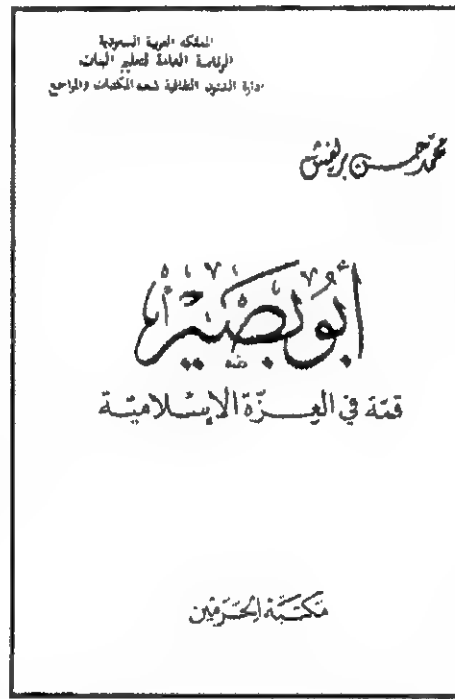 المملكة العربية السعودية
الرئاسة العامة لتعليم البنات
إدارة الشئون الطلابية شعبة المكتبات والمراجع
محمد حسن بريغش
أبو بصير
قمة في العزة الإسلامية
مكتبة الحرمين